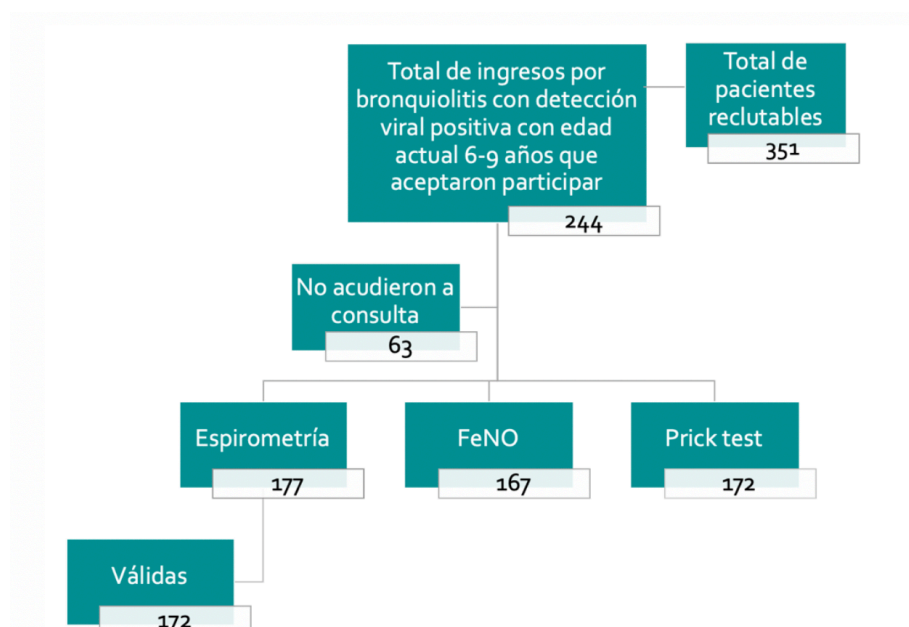 Total de ingresos por
bronquiolitis con detección
viral positiva con edad
actual 6-9 años que
aceptaron participar
244
Total de
pacientes
reclutables
351
No acudieron a
consulta
63
Espirometría
177
FeNO
167
Prick test
172
Válidas
172